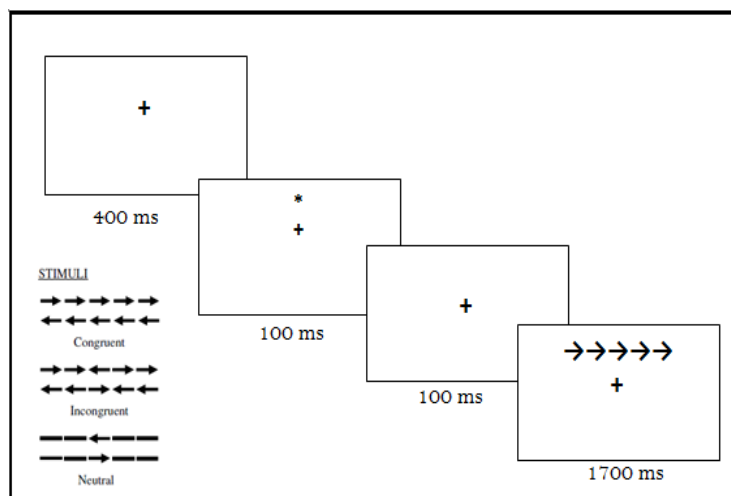 +
400 ms
*
+
100 ms
+
100 ms
→→→→→
+
1700 ms
STIMULI
→ → → → →
← ← ← ← ←
Congruent
→ → ← → →
← ← → ← ←
Incongruent
— — ← — —
— — → — —
Neutral